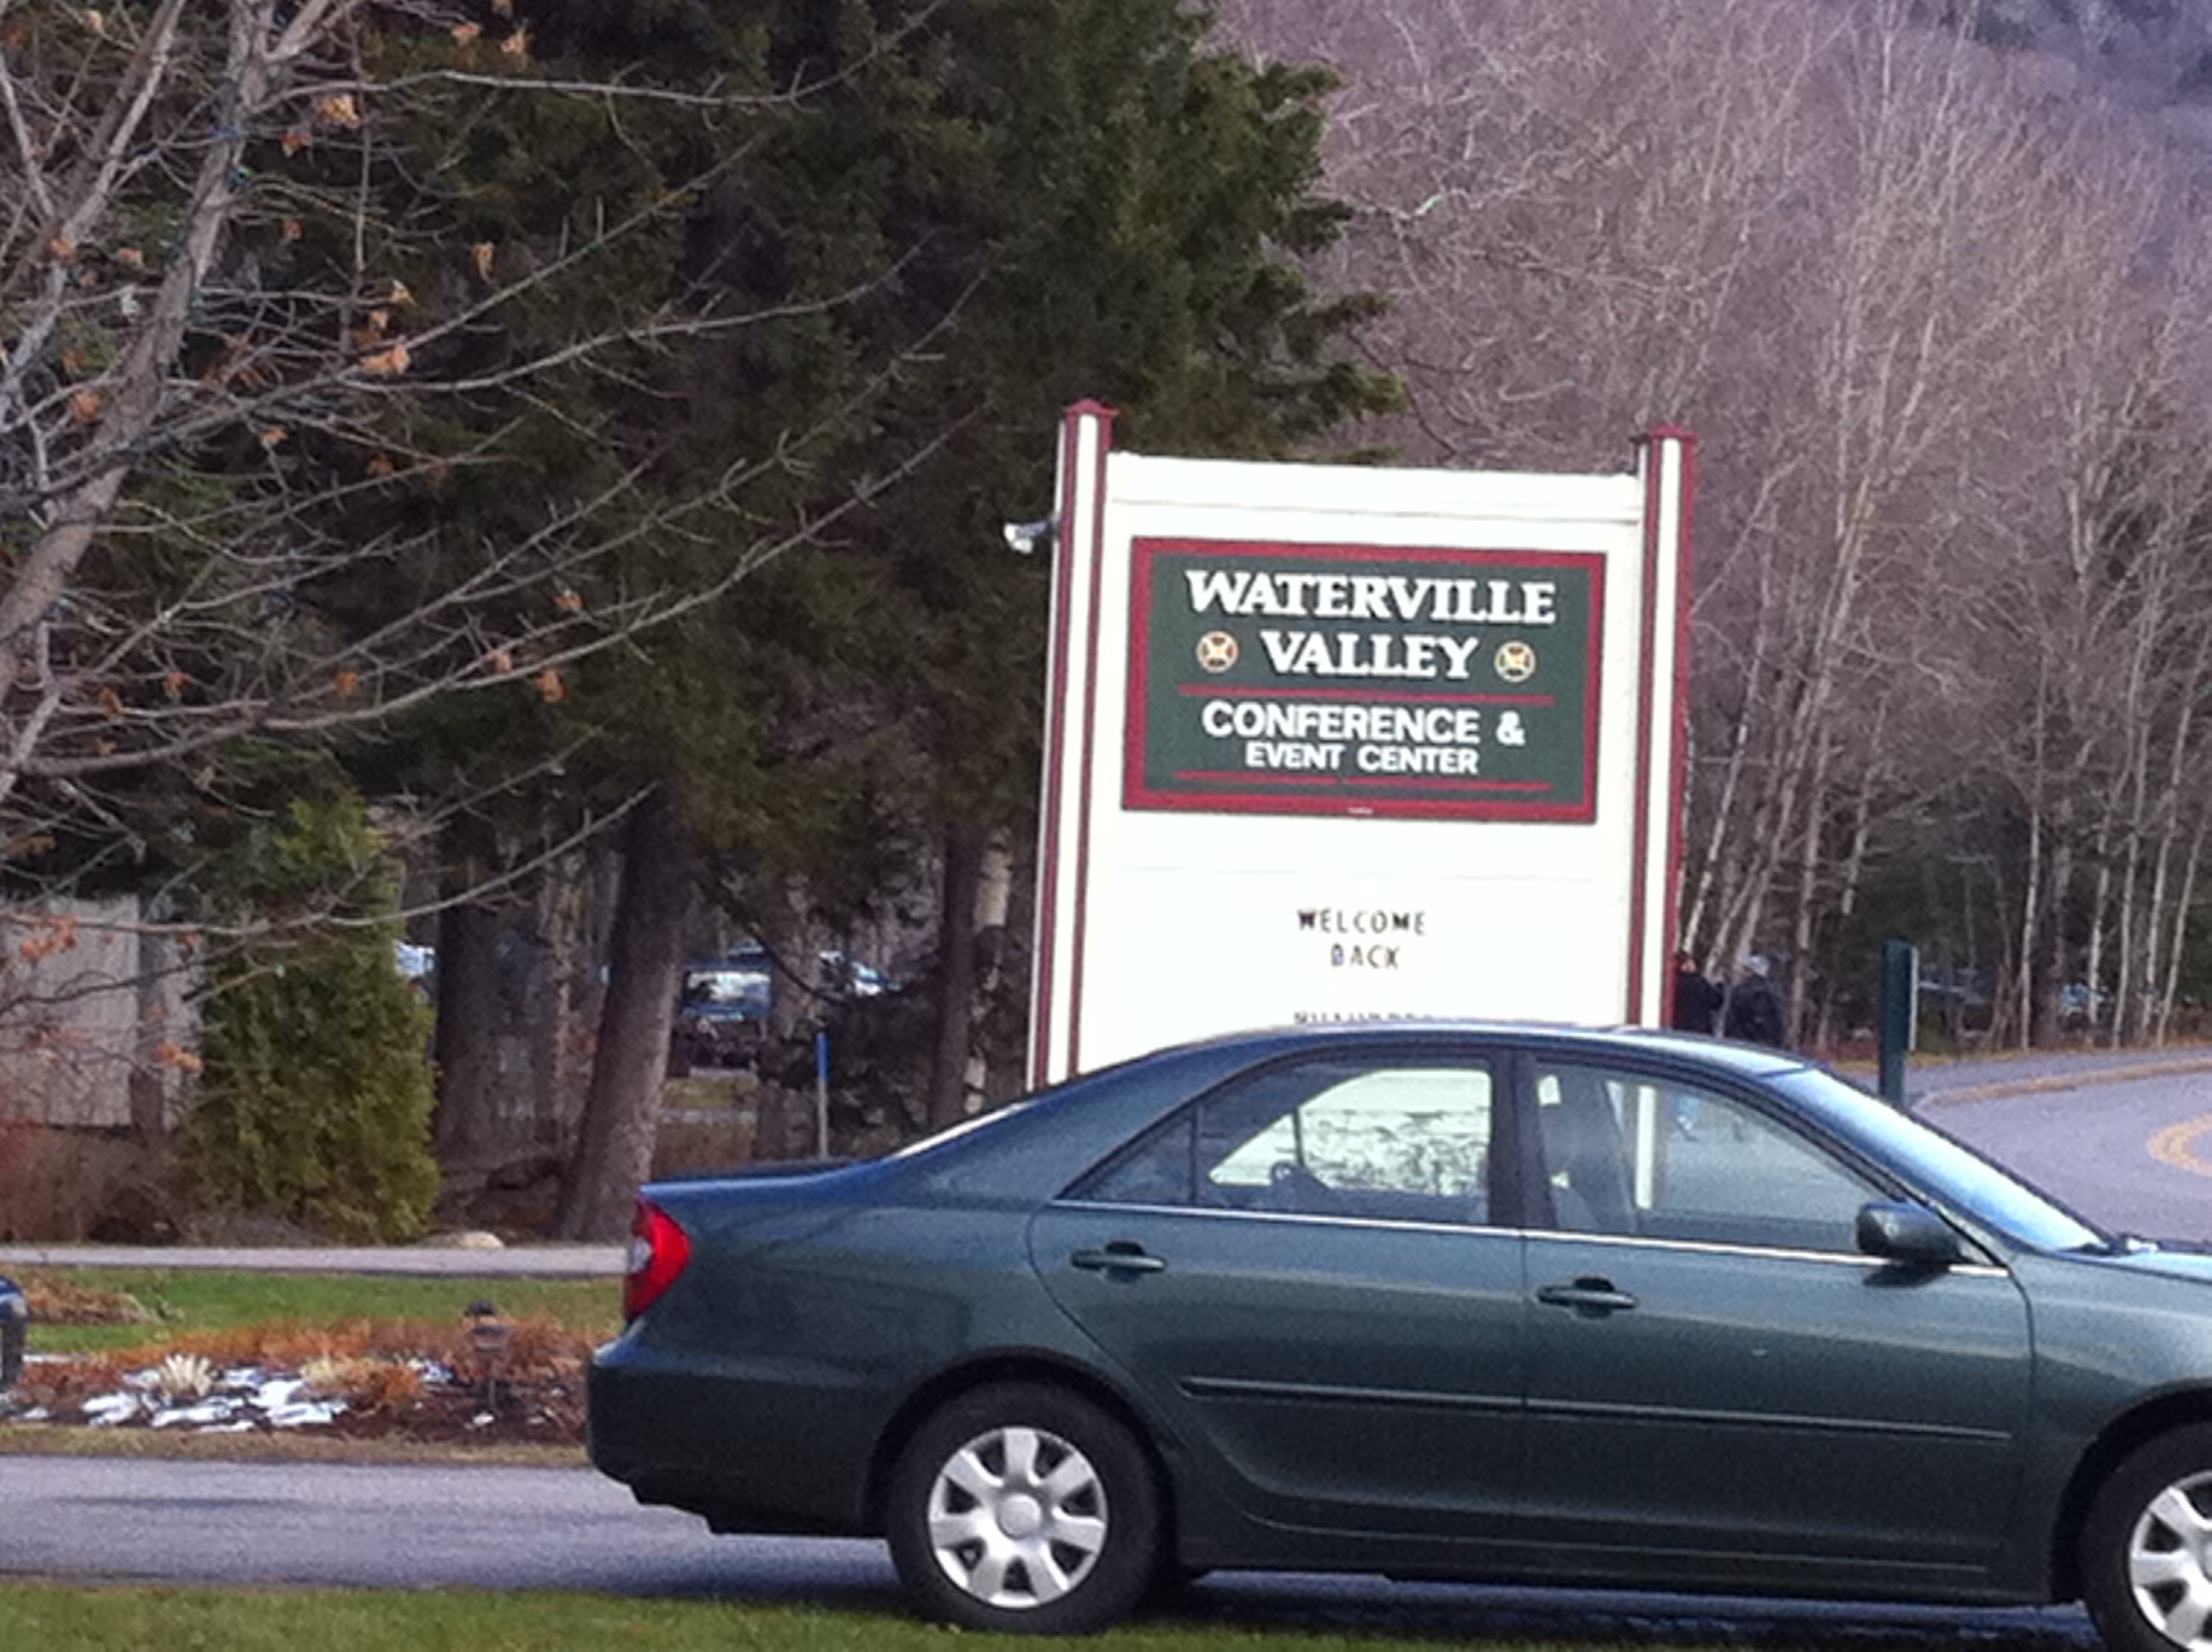 WATERVILLE
VALLEY
CONFERENCE &
EVENT CENTER
WELCOME
BACK